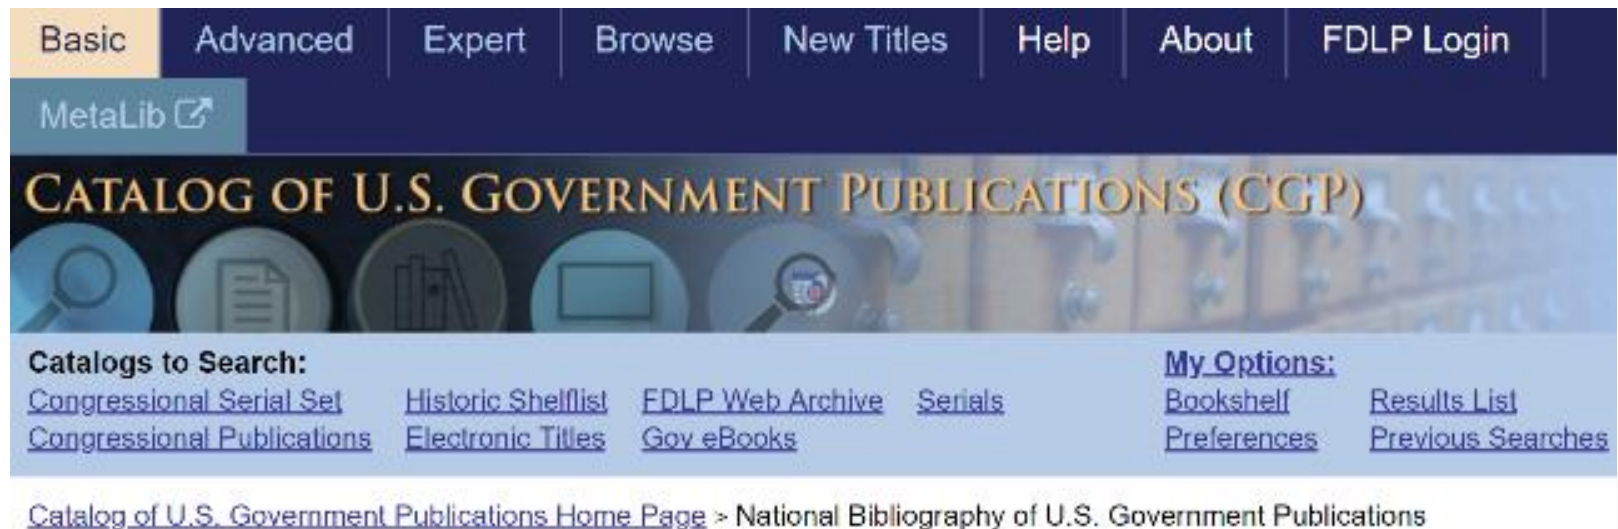 Basic Advanced Expert Browse New Titles Help About FDLP Login
MetaLib
CATALOG OF U.S. GOVERNMENT PUBLICATIONS (CGP)
Catalogs to Search: My Options:
Congressional Serial Set Historic Shelflist FDLP Web Archive Serials Bookshelf Results List
Congressional Publications Electronic Titles Gov eBooks Preferences Previous Searches
Catalog of U.S. Government Publications Home Page > National Bibliography of U.S. Government Publications